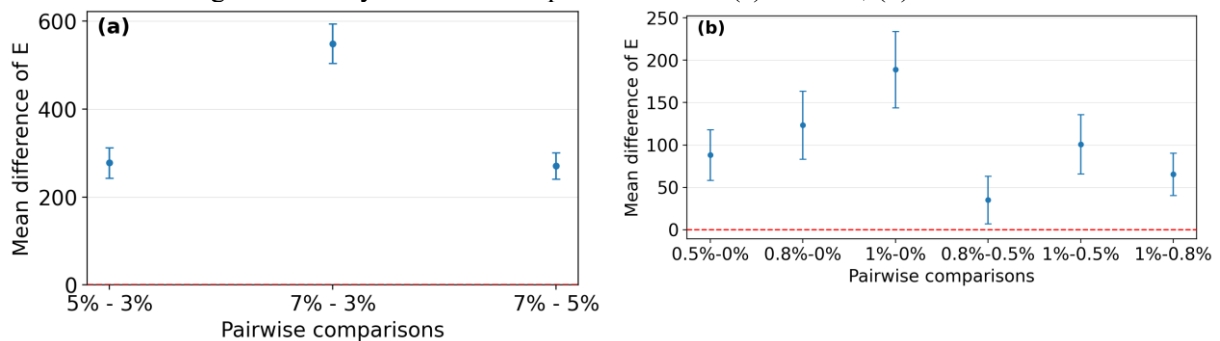 (a)
Mean difference of E
600
400
200
0
5% - 3%
7% - 3%
7% - 5%
Pairwise comparisons
(b)
Mean difference of E
250
200
150
100
50
0
0.5%-0%
0.8%-0%
1%-0%
0.8%-0.5%
1%-0.5%
1%-0.8%
Pairwise comparisons